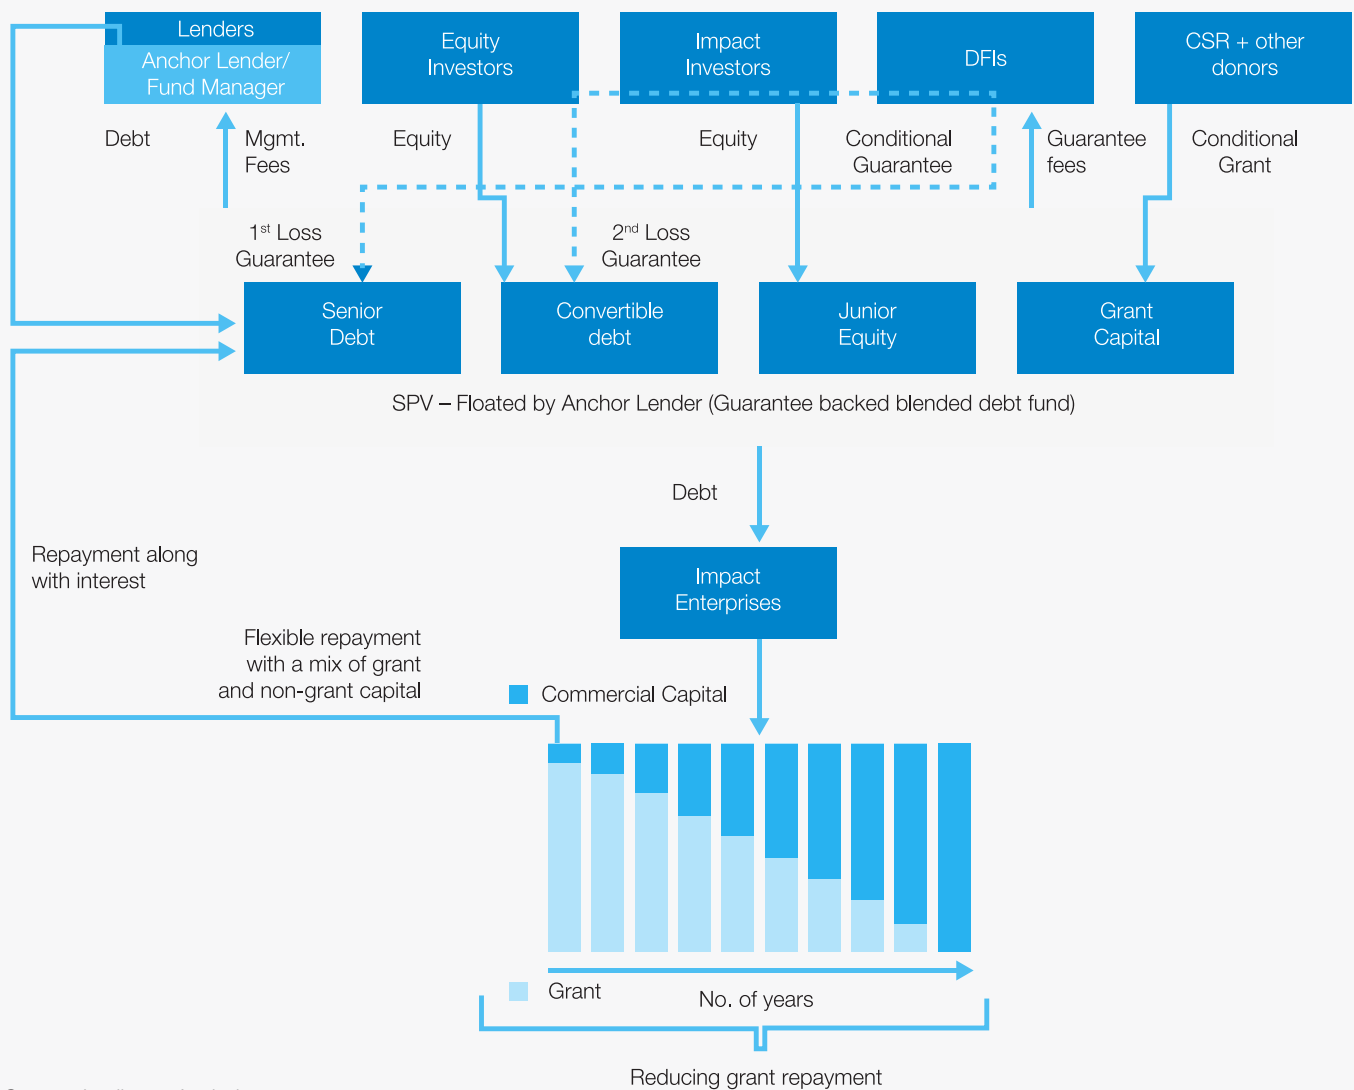 Lenders
Anchor Lender/
Fund Manager
Equity
Investors
Impact
Investors
DFIs
CSR + other
donors
Debt
Mgmt.
Fees
Equity
Equity
Conditional
Guarantee
Guarantee
fees
Conditional
Grant
1st Loss
Guarantee
2nd Loss
Guarantee
Senior
Debt
Convertible
debt
Junior
Equity
Grant
Capital
SPV – Floated by Anchor Lender (Guarantee backed blended debt fund)
Debt
Impact
Enterprises
Repayment along
with interest
Flexible repayment
with a mix of grant
and non-grant capital
Commercial Capital
Grant
No. of years
Reducing grant repayment